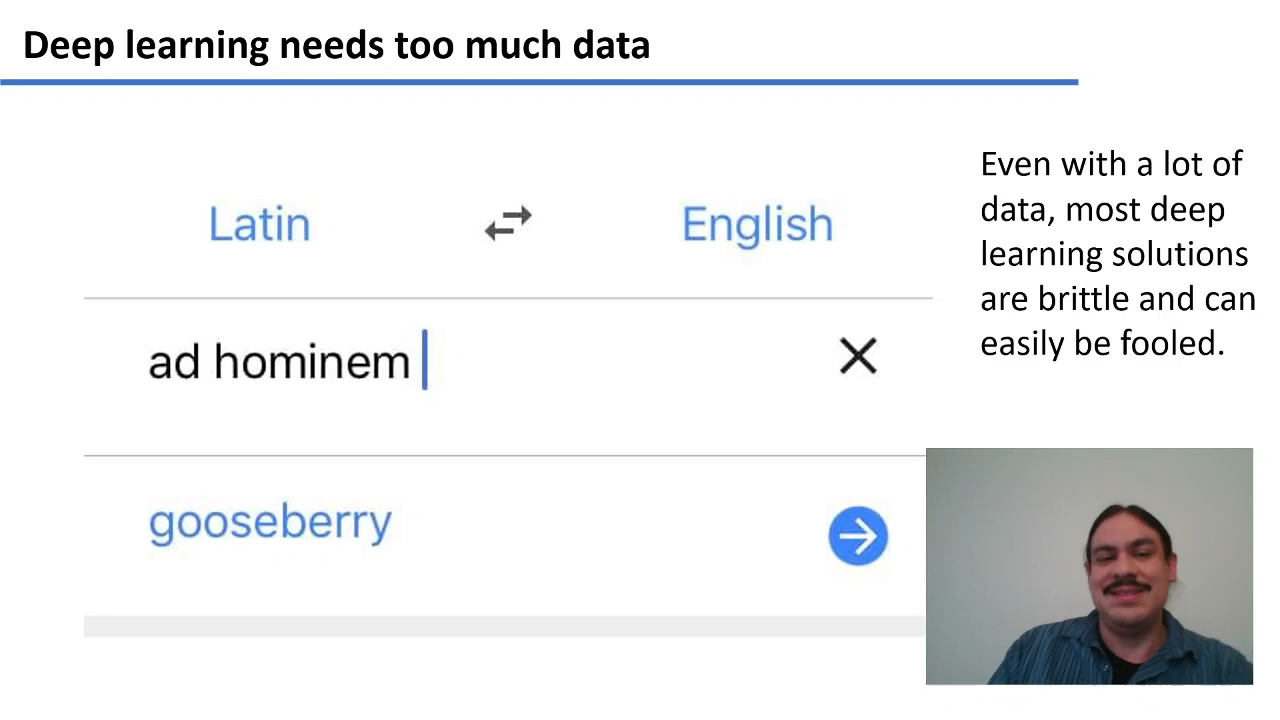 Deep learning needs too much data
Latin
English
ad hominem
gooseberry
Even with a lot of
data, most deep
learning solutions
are brittle and can
easily be fooled.